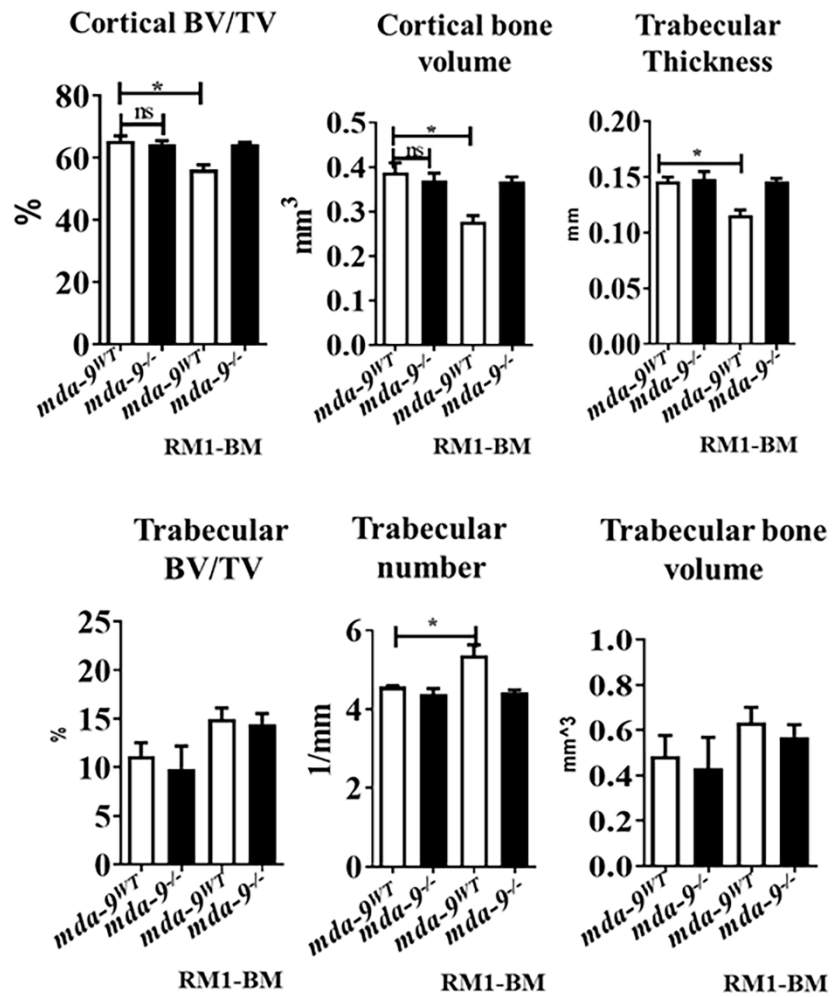 Cortical BV/TV
*
ns
%
80
60
40
20
0
mda-9WT
mda-9-/-
mda-9WT
mda-9-/-
RM1-BM
Cortical bone
volume
*
ns
mm3
0.5
0.4
0.3
0.2
0.1
0.0
mda-9WT
mda-9-/-
mda-9WT
mda-9-/-
RM1-BM
Trabecular
Thickness
*
mm
0.20
0.15
0.10
0.05
0.00
mda-9WT
mda-9-/-
mda-9WT
mda-9-/-
RM1-BM
Trabecular
BV/TV
%
25
20
15
10
5
0
mda-9WT
mda-9-/-
mda-9WT
mda-9-/-
RM1-BM
Trabecular
number
*
1/mm
6
4
2
0
mda-9WT
mda-9-/-
mda-9WT
mda-9-/-
RM1-BM
Trabecular bone
volume
mm^3
1.0
0.8
0.6
0.4
0.2
0.0
mda-9WT
mda-9-/-
mda-9WT
mda-9-/-
RM1-BM